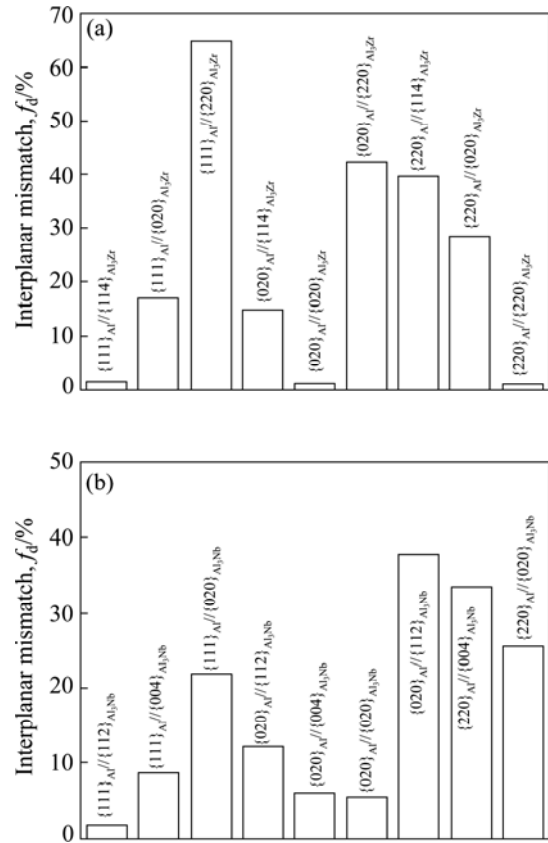 (a)
Interplanar mismatch, f_d/%
70
60
50
40
30
20
10
0
{111}Al//{114}Al3Zr
{111}Al//{020}Al3Zr
{111}Al//{220}Al3Zr
{020}Al//{114}Al3Zr
{020}Al//{020}Al3Zr
{020}Al//{220}Al3Zr
{220}Al//{114}Al3Zr
{220}Al//{020}Al3Zr
{220}Al//{220}Al3Zr
(b)
Interplanar mismatch, f_d/%
50
40
30
20
10
0
{111}Al//{112}Al3Nb
{111}Al//{004}Al3Nb
{111}Al//{020}Al3Nb
{020}Al//{112}Al3Nb
{020}Al//{004}Al3Nb
{020}Al//{020}Al3Nb
{020}Al//{112}Al3Nb
{220}Al//{004}Al3Nb
{220}Al//{020}Al3Nb